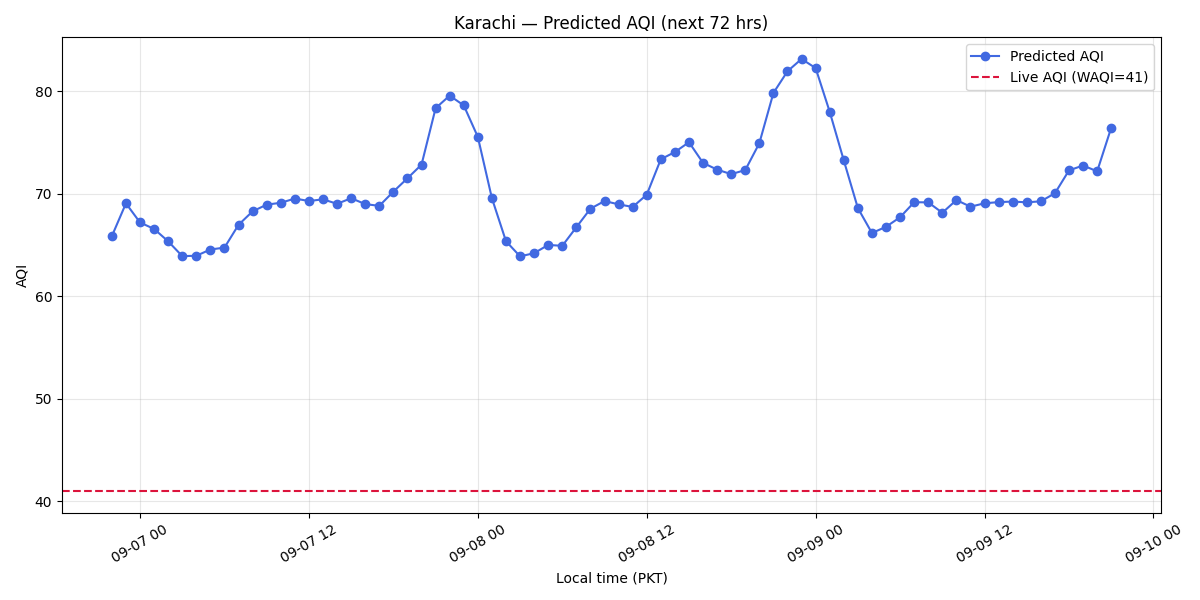 Karachi — Predicted AQI (next 72 hrs)
Predicted AQI
Live AQI (WAQI=41)
AQI
80
70
60
50
40
09-07 00
09-07 12
09-08 00
09-08 12
09-09 00
09-09 12
09-10 00
Local time (PKT)